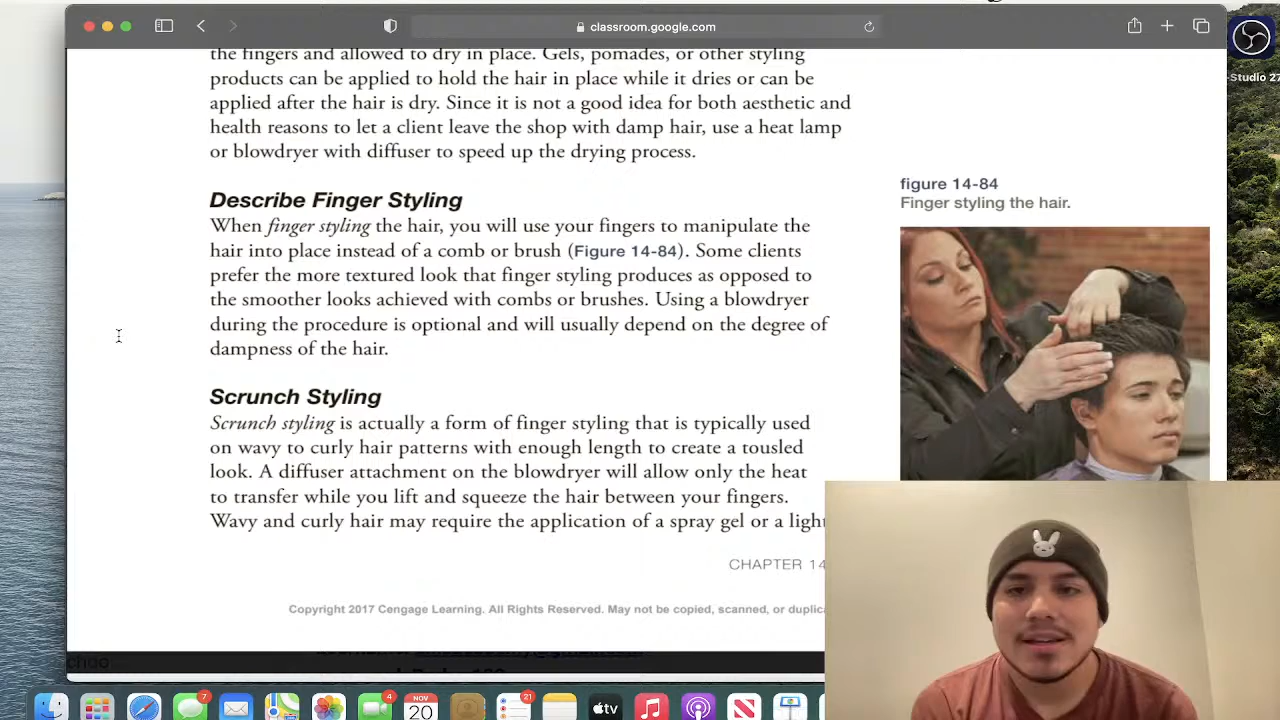 classroom.google.com
Studio 27
the fingers and allowed to dry in place. Gels, pomades, or other styling
products can be applied to hold the hair in place while it dries or can be
applied after the hair is dry. Since it is not a good idea for both aesthetic and
health reasons to let a client leave the shop with damp hair, use a heat lamp
or blowdryer with diffuser to speed up the drying process.
Describe Finger Styling
When finger styling the hair, you will use your fingers to manipulate the
hair into place instead of a comb or brush (Figure 14-84). Some clients
prefer the more textured look that finger styling produces as opposed to
the smoother looks achieved with combs or brushes. Using a blowdryer
during the procedure is optional and will usually depend on the degree of
dampness of the hair.
Scrunch Styling
Scrunch styling is actually a form of finger styling that is typically used
on wavy to curly hair patterns with enough length to create a tousled
look. A diffuser attachment on the blowdryer will allow only the heat
to transfer while you lift and squeeze the hair between your fingers.
Wavy and curly hair may require the application of a spray gel or a light
figure 14-84
Finger styling the hair.
CHAPTER 14
Copyright 2017 Cengage Learning. All Rights Reserved. May not be copied, scanned, or duplica
7
4
NOV
20
21
tv